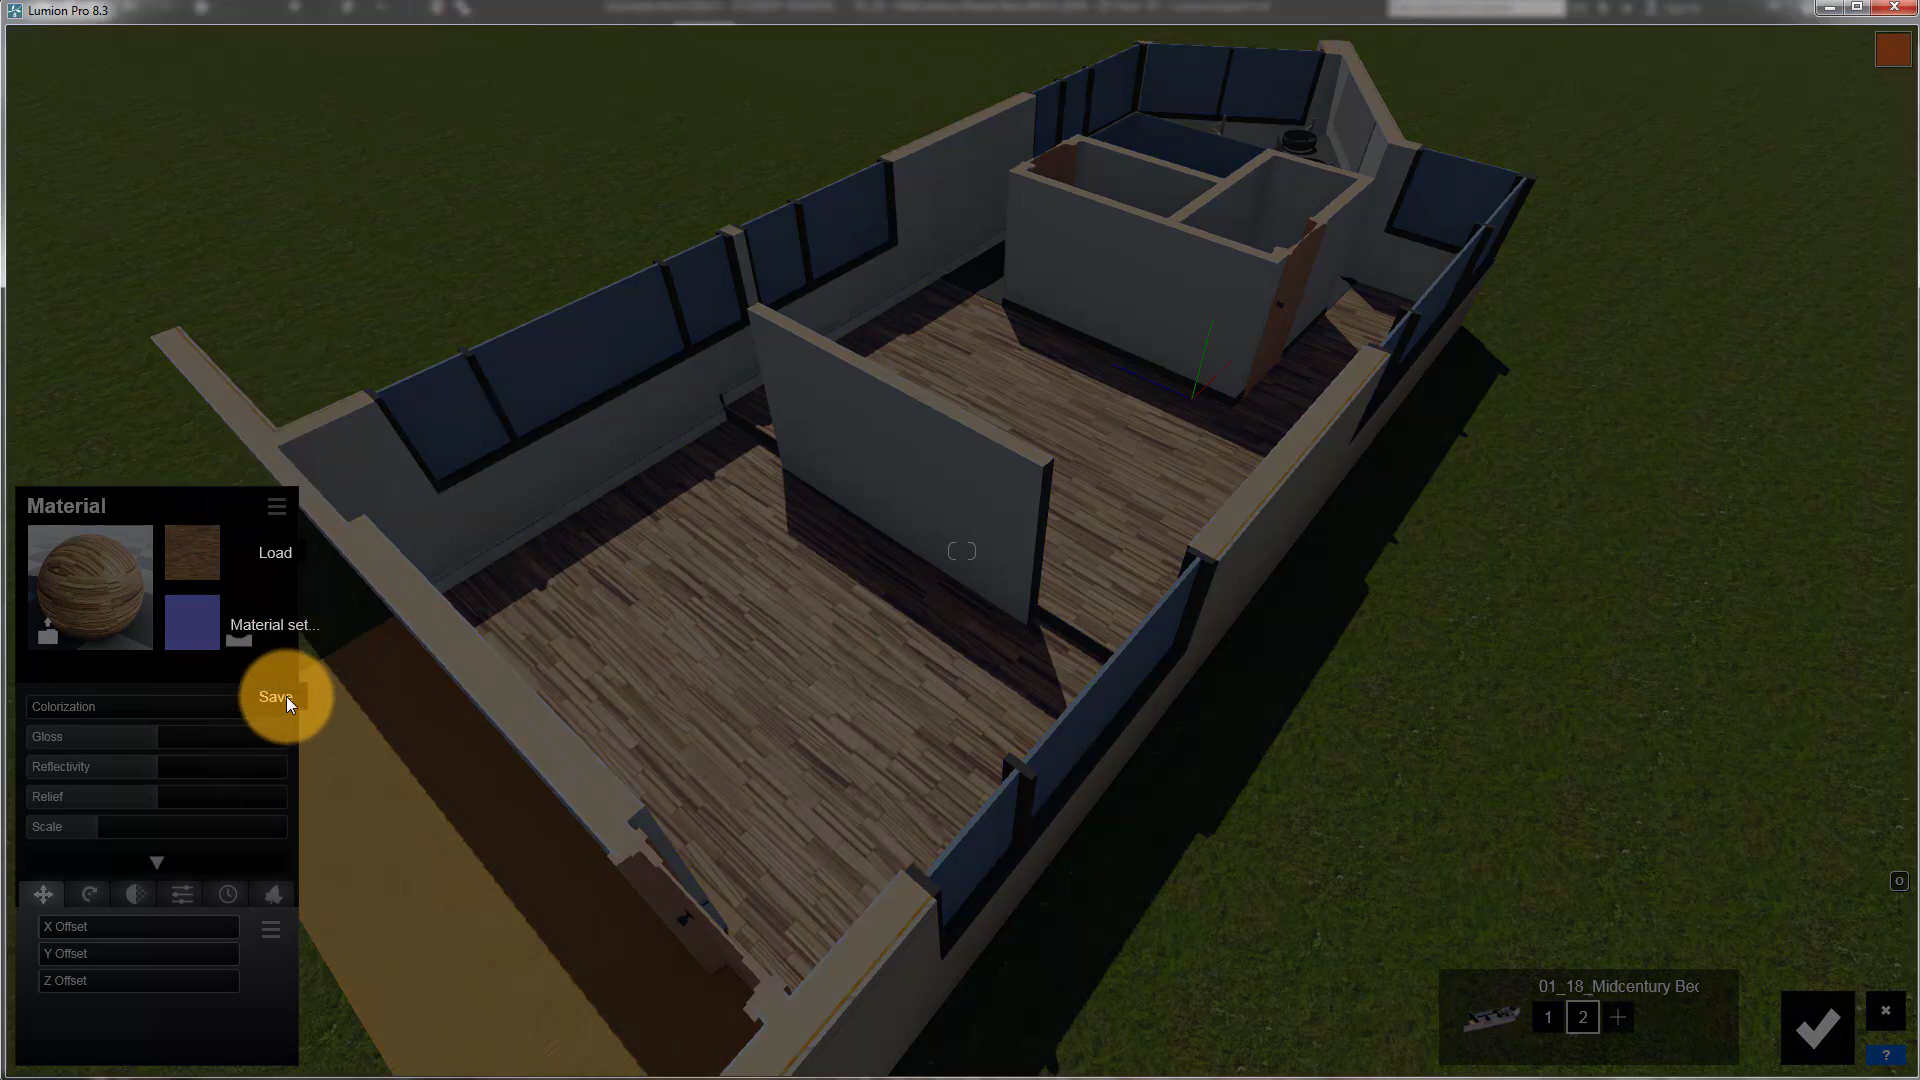 Lumion Pro 8.3
Material
Load
Material set...
Save
Colorization
Gloss
Reflectivity
Relief
Scale
X Offset
Y Offset
Z Offset
O
01_18_Midcentury Bec
1 2 +
?